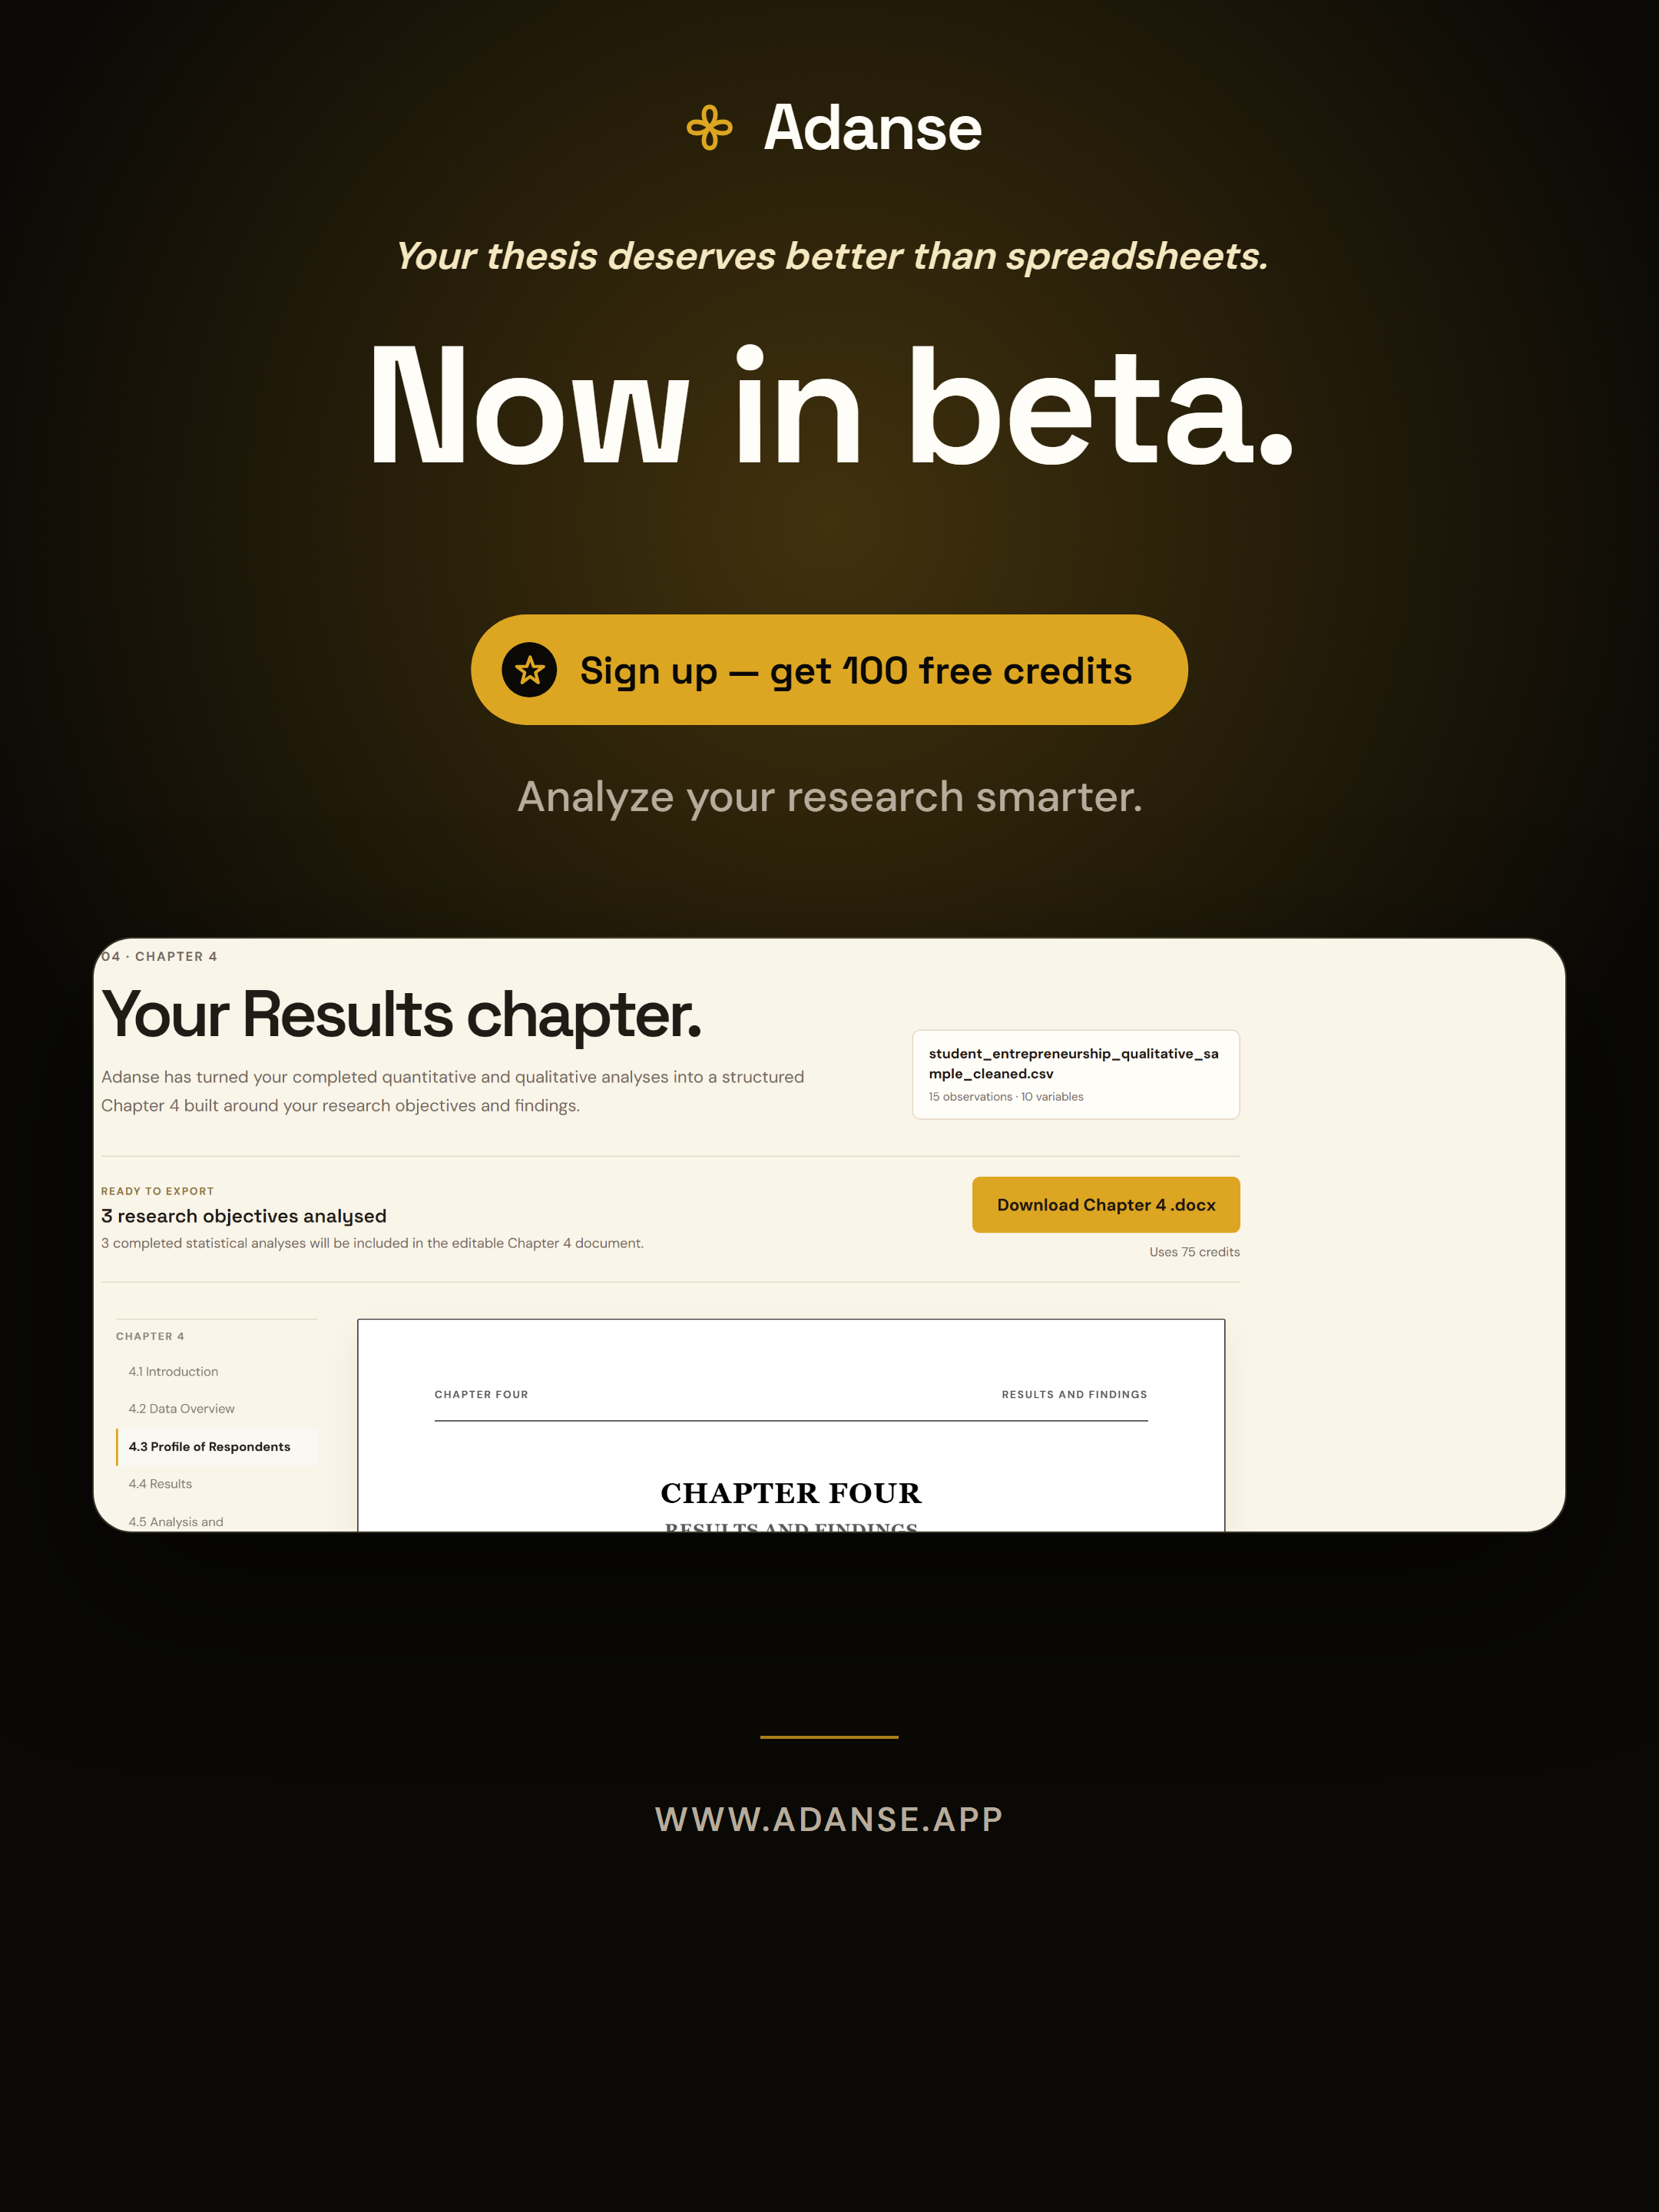 Adanse
Your thesis deserves better than spreadsheets.
Now in beta.
Sign up — get 100 free credits
Analyze your research smarter.
04 · CHAPTER 4
Your Results chapter.
Adanse has turned your completed quantitative and qualitative analyses into a structured
Chapter 4 built around your research objectives and findings.
student_entrepreneurship_qualitative_sa
mple_cleaned.csv
15 observations · 10 variables
READY TO EXPORT
3 research objectives analysed
3 completed statistical analyses will be included in the editable Chapter 4 document.
Download Chapter 4 .docx
Uses 75 credits
CHAPTER 4
4.1 Introduction
4.2 Data Overview
4.3 Profile of Respondents
4.4 Results
4.5 Analysis and
CHAPTER FOUR
RESULTS AND FINDINGS
CHAPTER FOUR
RESULTS AND FINDINGS
WWW.ADANSE.APP